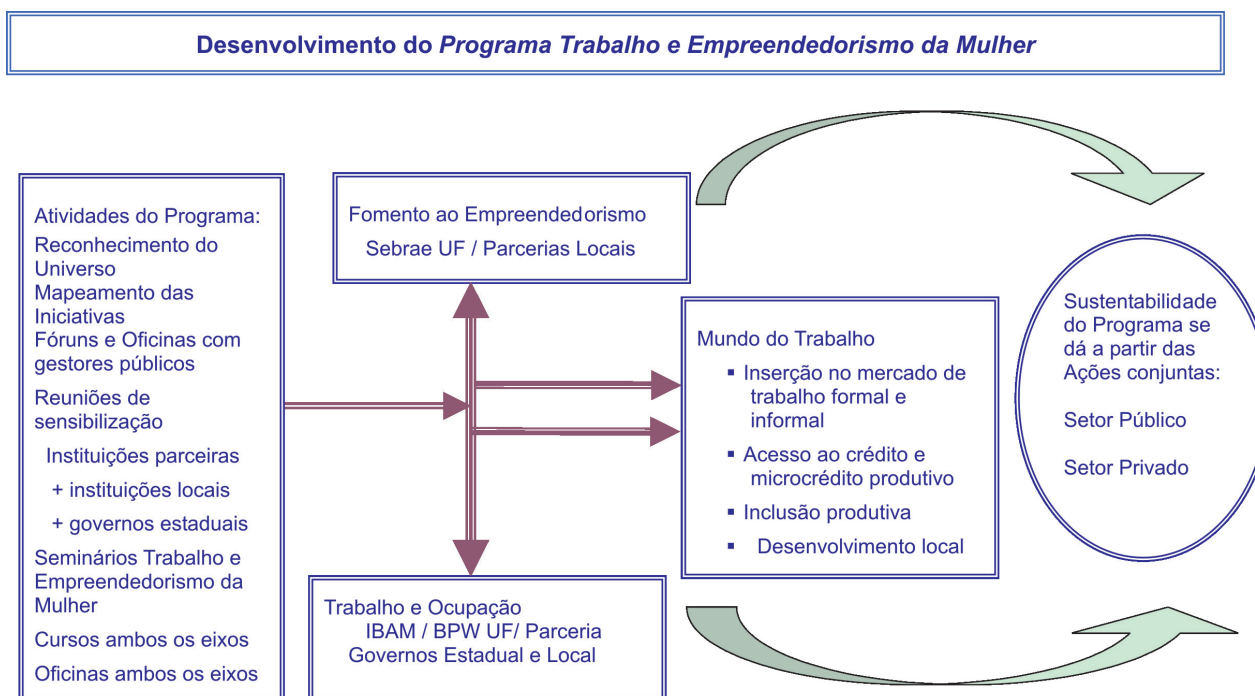 Desenvolvimento do Programa Trabalho e Empreendedorismo da Mulher
Atividades do Programa:
Reconhecimento do
Universo
Mapeamento das
Iniciativas
Fóruns e Oficinas com
gestores públicos
Reuniões de
sensibilização
Instituições parceiras
+ instituições locais
+ governos estaduais
Seminários Trabalho e
Empreendedorismo da
Mulher
Cursos ambos os eixos
Oficinas ambos os eixos
Fomento ao Empreendedorismo
Sebrae UF / Parcerias Locais
Trabalho e Ocupação
IBAM / BPW UF/ Parceria
Governos Estadual e Local
Mundo do Trabalho
▪ Inserção no mercado de
trabalho formal e
informal
▪ Acesso ao crédito e
microcrédito produtivo
▪ Inclusão produtiva
▪ Desenvolvimento local
Sustentabilidade
do Programa se
dá a partir das
Ações conjuntas:
Setor Público
Setor Privado